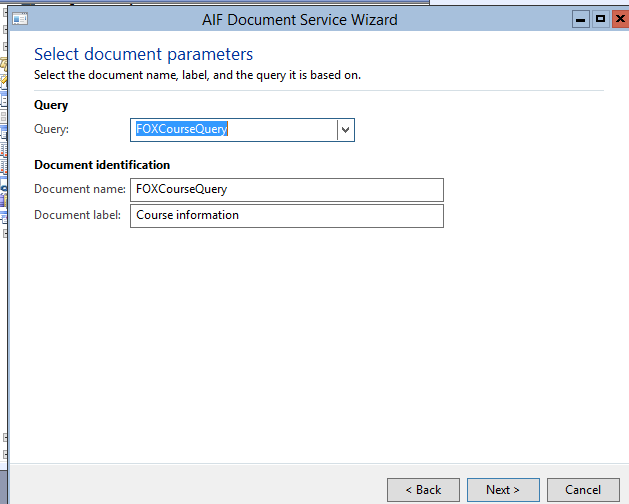 AIF Document Service Wizard
Select document parameters
Select the document name, label, and the query it is based on.
Query
Query: FOXCourseQuery
Document identification
Document name: FOXCourseQuery
Document label: Course information
< Back Next > Cancel